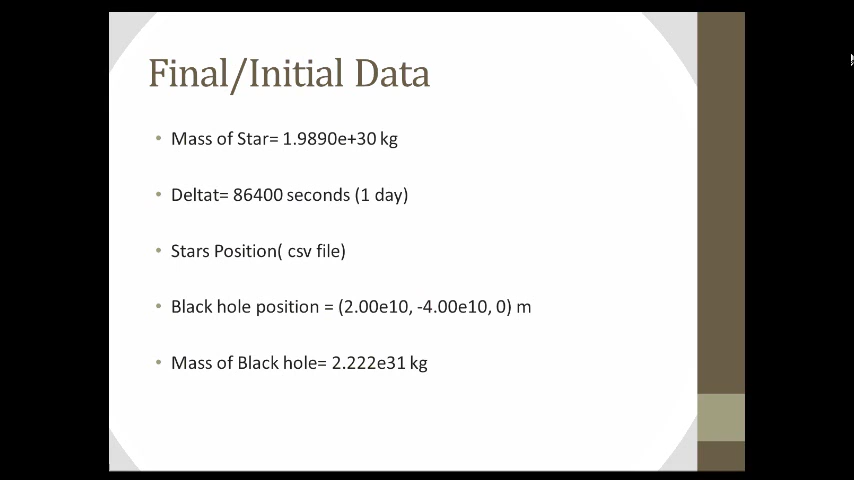 Final/Initial Data
• Mass of Star= 1.9890e+30 kg
• Deltat= 86400 seconds (1 day)
• Stars Position( csv file)
• Black hole position = (2.00e10, -4.00e10, 0) m
• Mass of Black hole= 2.222e31 kg